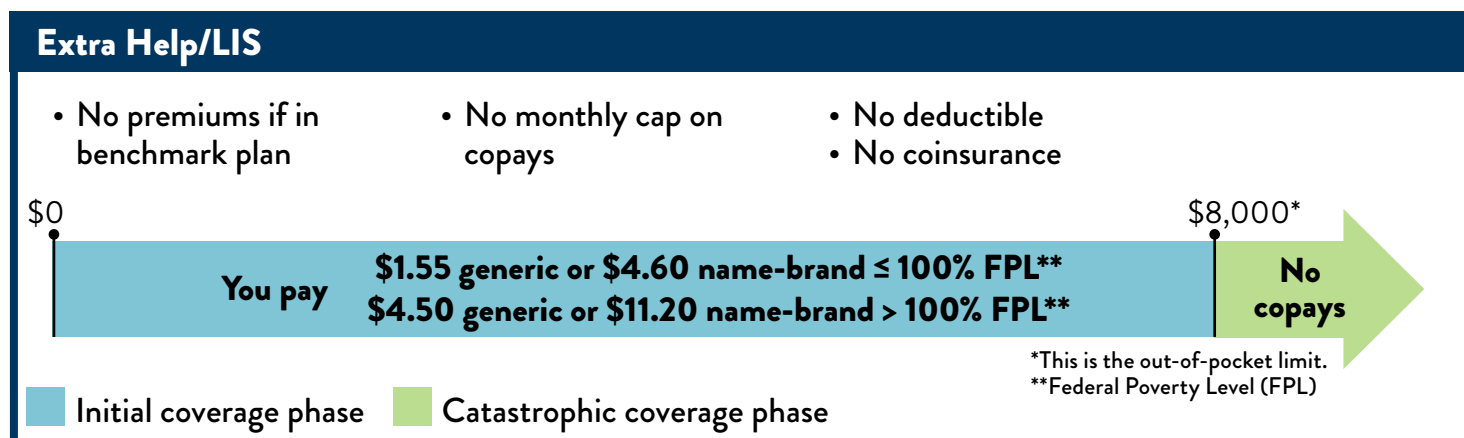 Extra Help/LIS
• No premiums if in
benchmark plan
• No monthly cap on
copays
• No deductible
• No coinsurance
$0
$8,000*
You pay
$1.55 generic or $4.60 name-brand ≤ 100% FPL**
$4.50 generic or $11.20 name-brand > 100% FPL**
No
copays
*This is the out-of-pocket limit.
**Federal Poverty Level (FPL)
Initial coverage phase
Catastrophic coverage phase